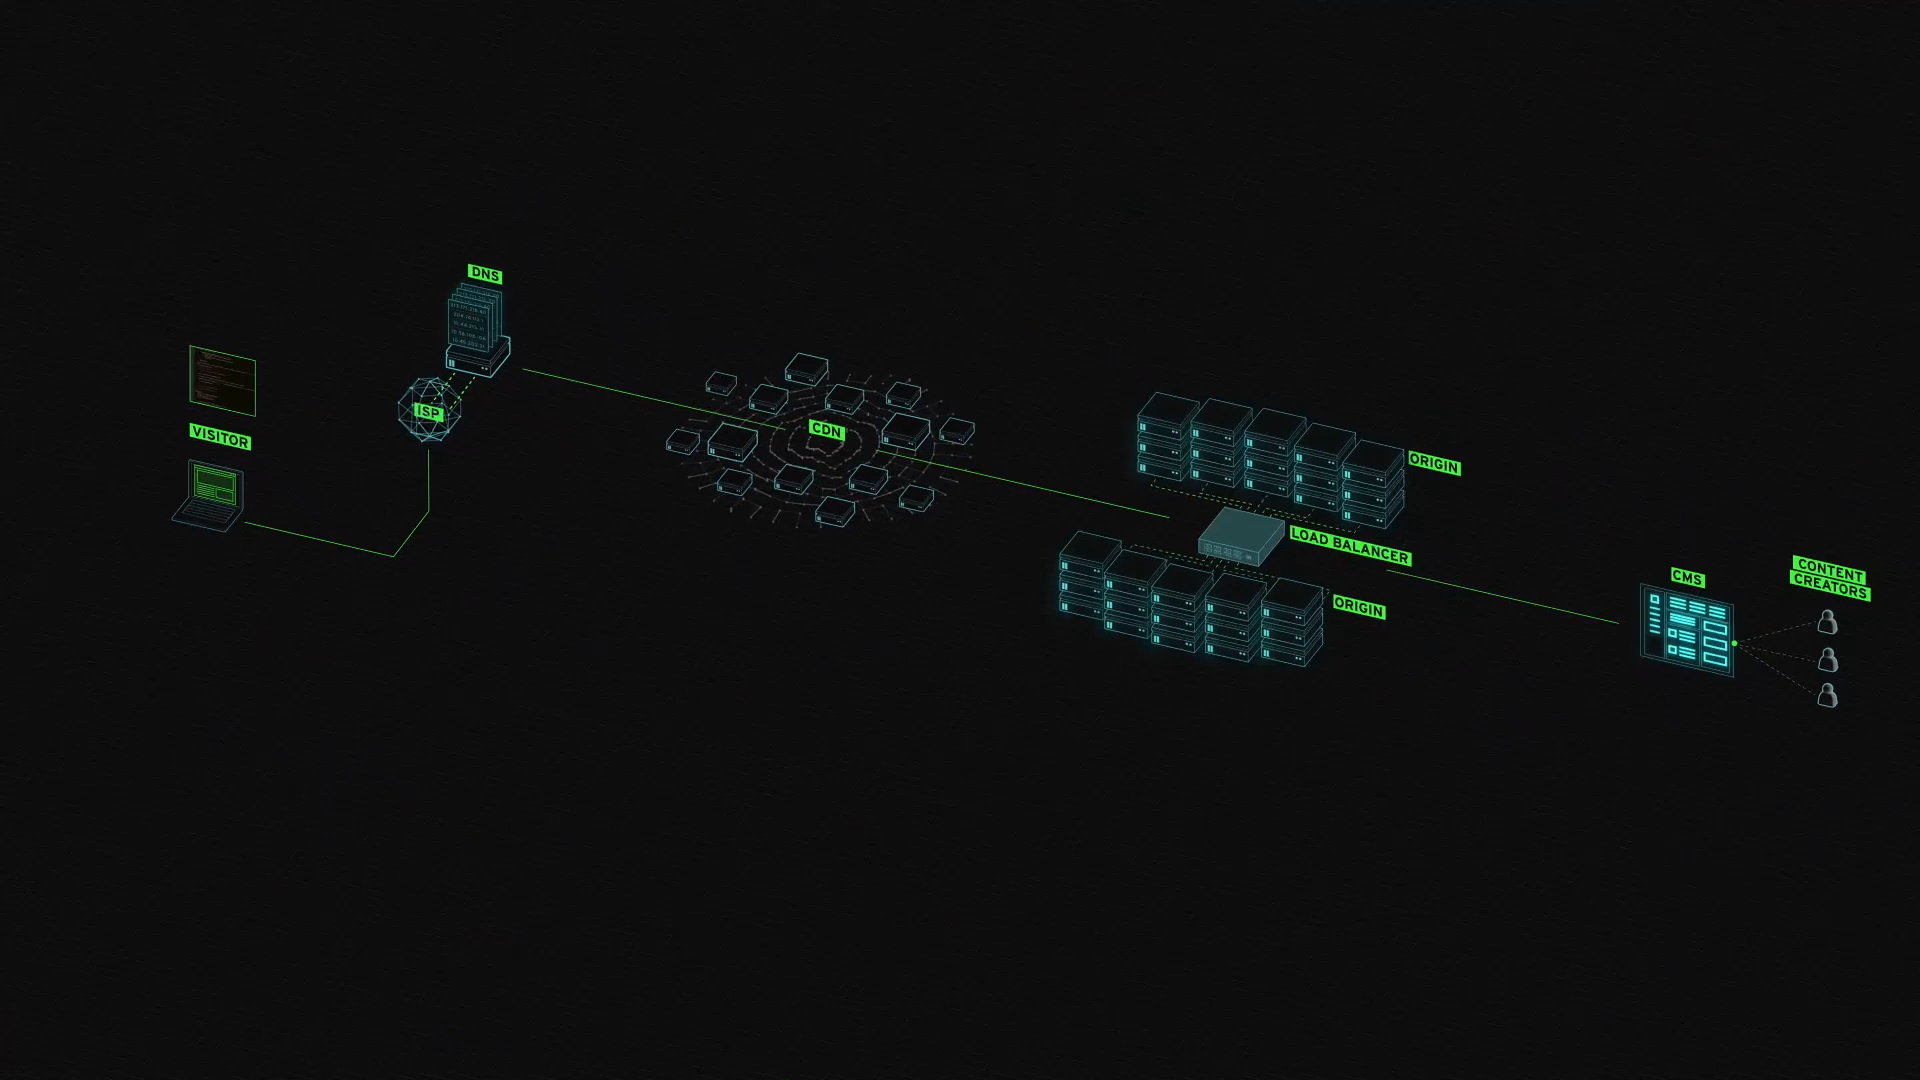 DNS
ISP
VISITOR
CDN
ORIGIN
LOAD BALANCER
ORIGIN
CMS
CONTENT
CREATORS